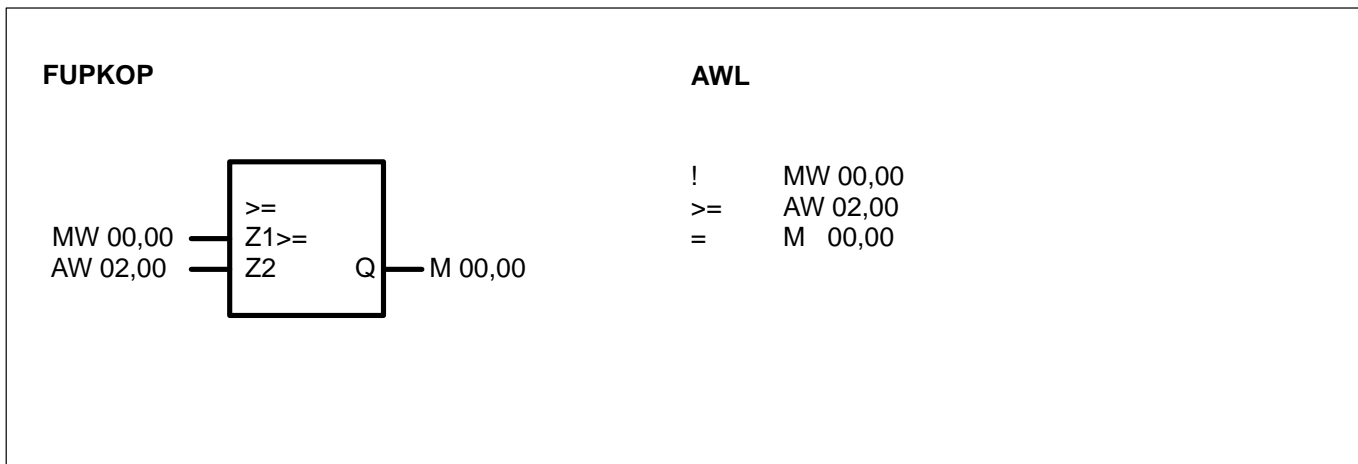 FUPKOP
>=
MW 00,00 Z1>=
AW 02,00 Z2 Q M 00,00
AWL
! MW 00,00
>= AW 02,00
= M 00,00